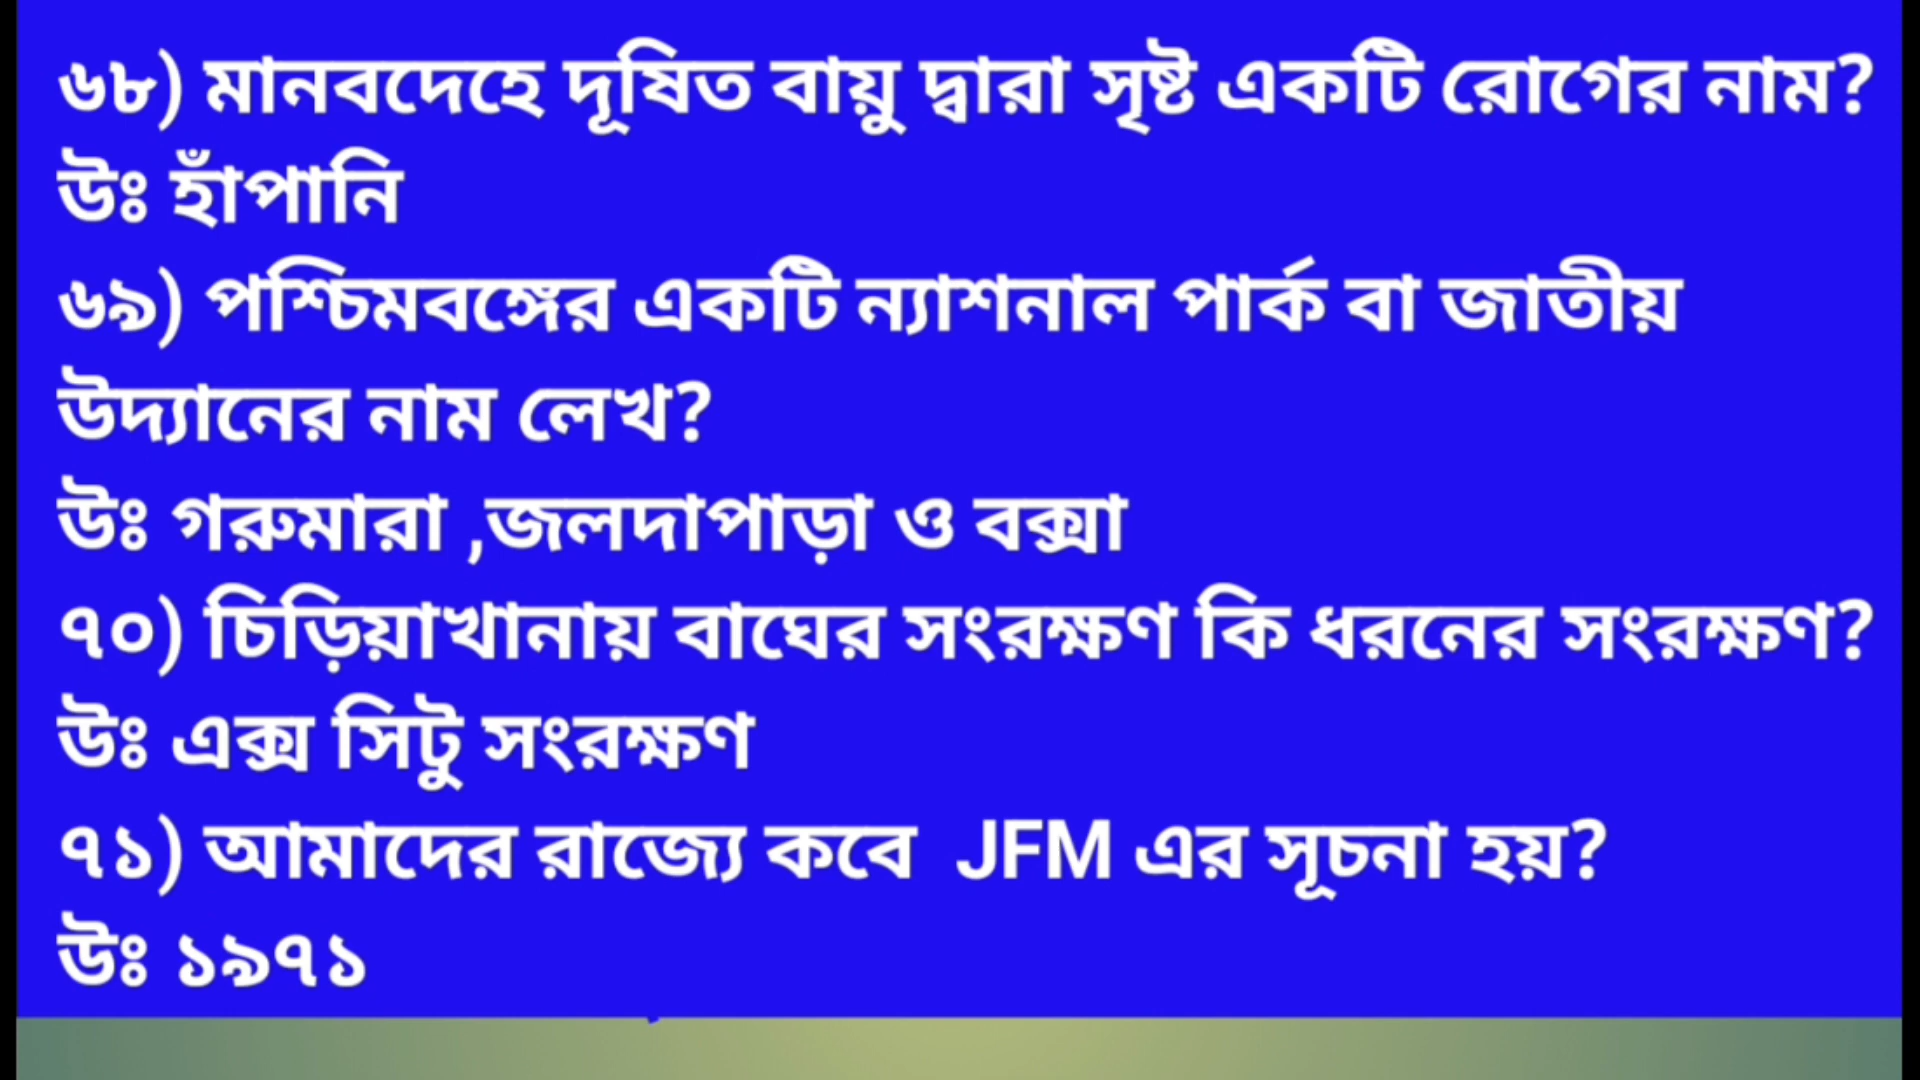 ৬৮) মানবদেহে দূষিত বায়ু দ্বারা সৃষ্ট একটি রোগের নাম?
উঃ হাঁপানি
৬৯) পশ্চিমবঙ্গের একটি ন্যাশনাল পার্ক বা জাতীয়
উদ্যানের নাম লেখ?
উঃ গরুমারা ,জলদাপাড়া ও বক্সা
৭০) চিড়িয়াখানায় বাঘের সংরক্ষণ কি ধরনের সংরক্ষণ?
উঃ এক্স সিটু সংরক্ষণ
৭১) আমাদের রাজ্যে কবে JFM এর সূচনা হয়?
উঃ ১৯৭১